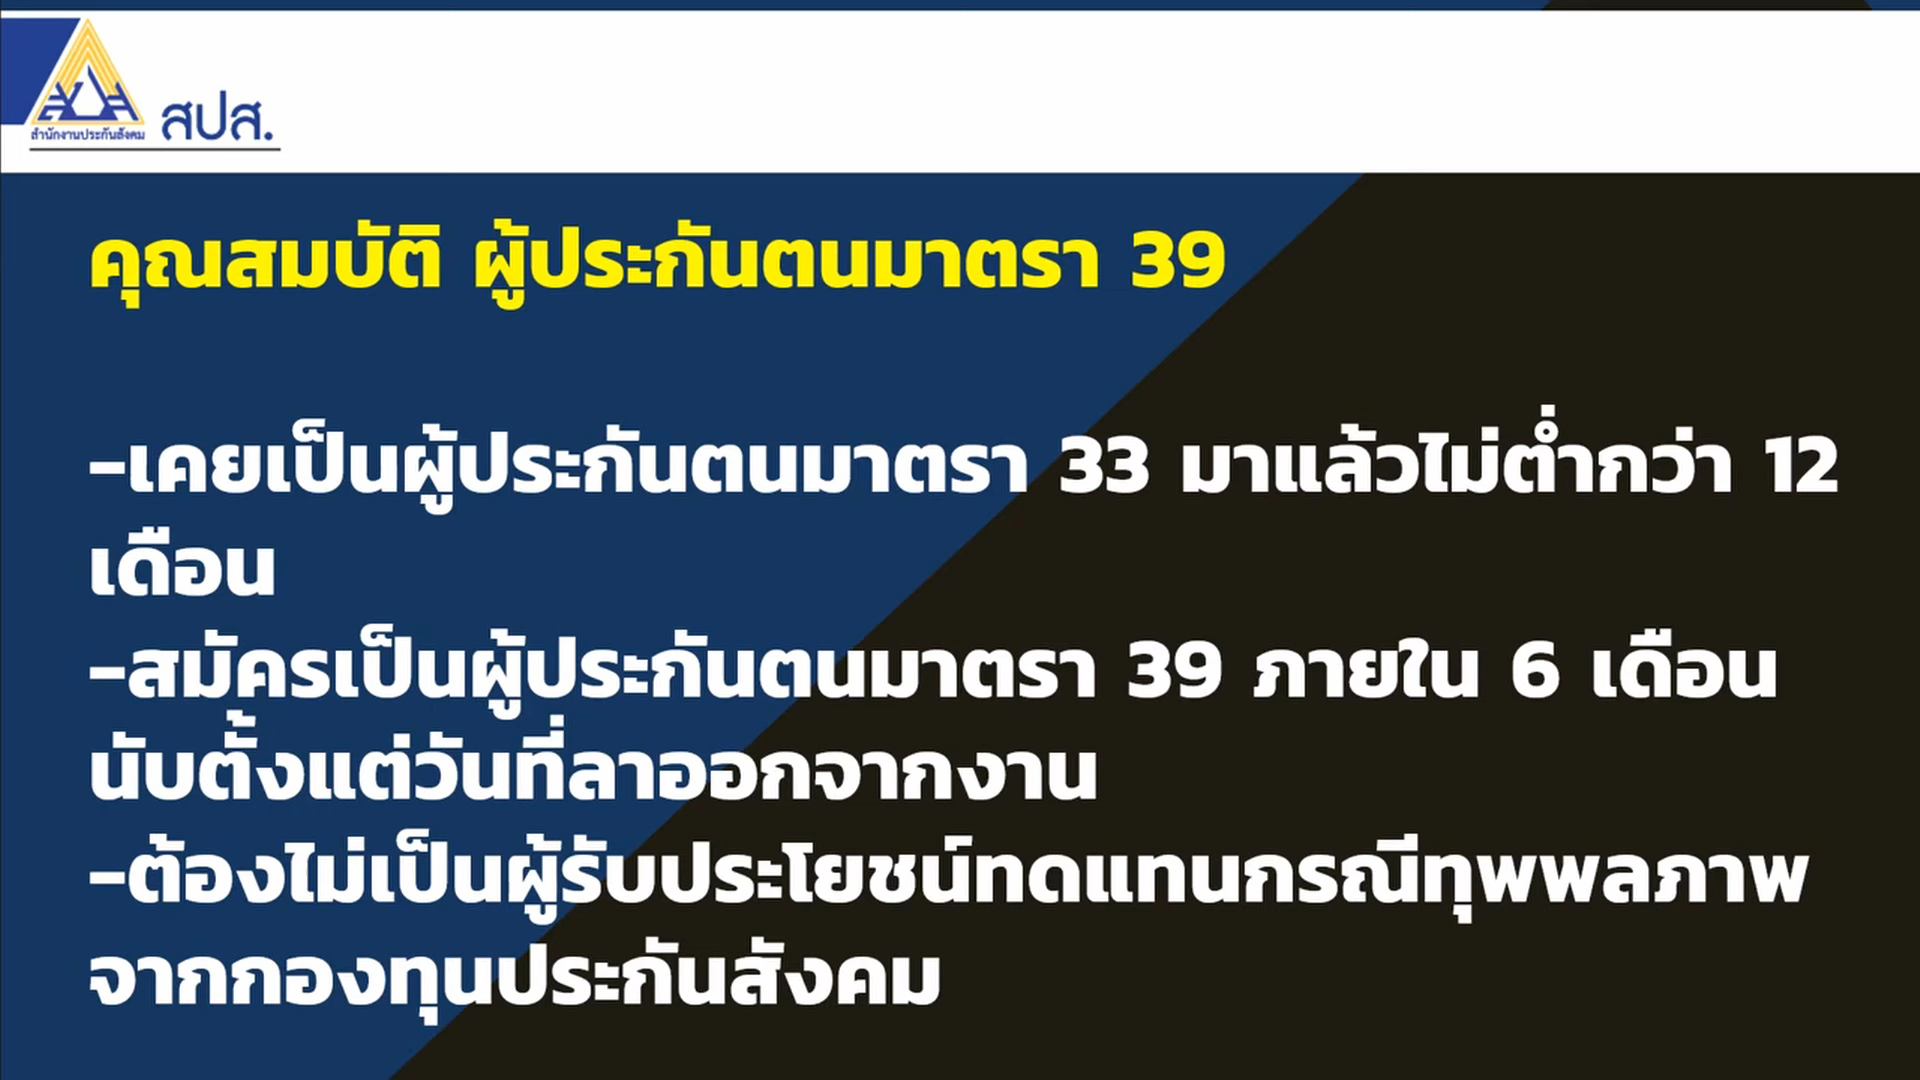 สำนักงานประกันสังคม
สปส.
คุณสมบัติ ผู้ประกันตนมาตรา 39
-เคยเป็นผู้ประกันตนมาตรา 33 มาแล้วไม่ต่ำกว่า 12
เดือน
-สมัครเป็นผู้ประกันตนมาตรา 39 ภายใน 6 เดือน
นับตั้งแต่วันที่ลาออกจากงาน
-ต้องไม่เป็นผู้รับประโยชน์ทดแทนกรณีทุพพลภาพ
จากกองทุนประกันสังคม